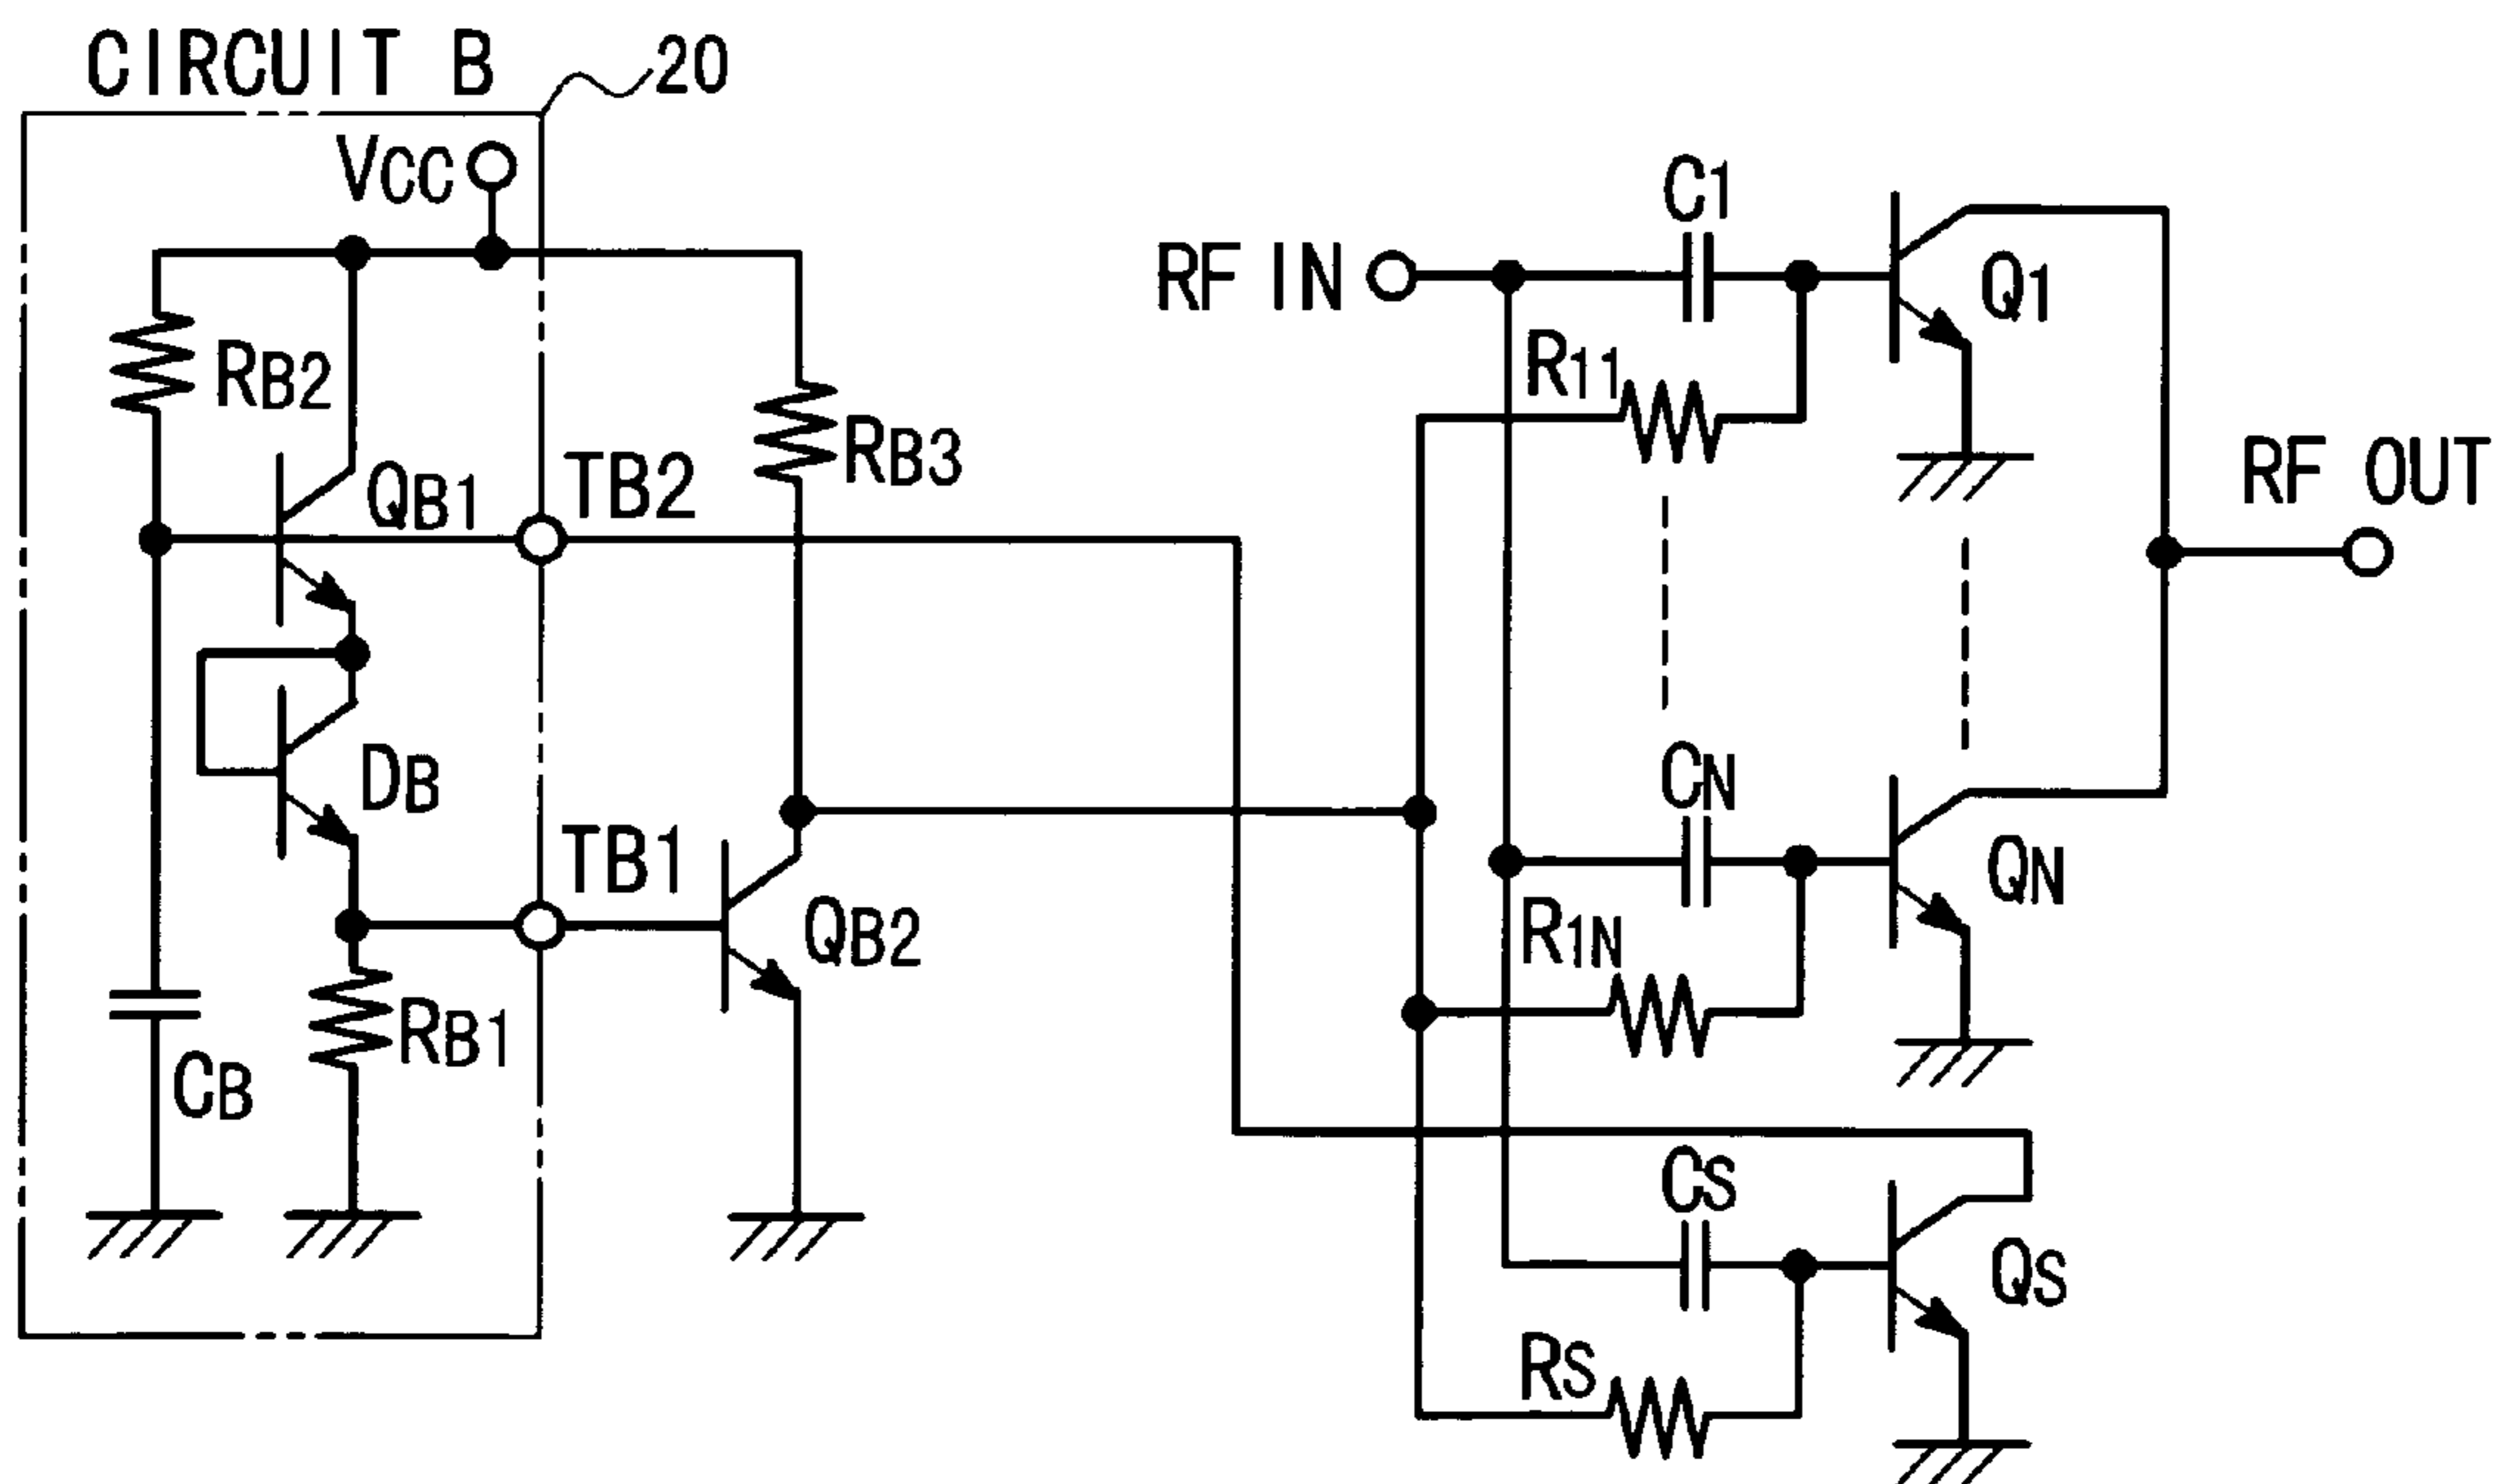 CIRCUIT B
20
VCC
C1
RF IN
Q1
R11
RB2
RB3
QB1
TB2
RF OUT
DB
CN
TB1
QN
QB2
R1N
RB1
CB
CS
QS
RS